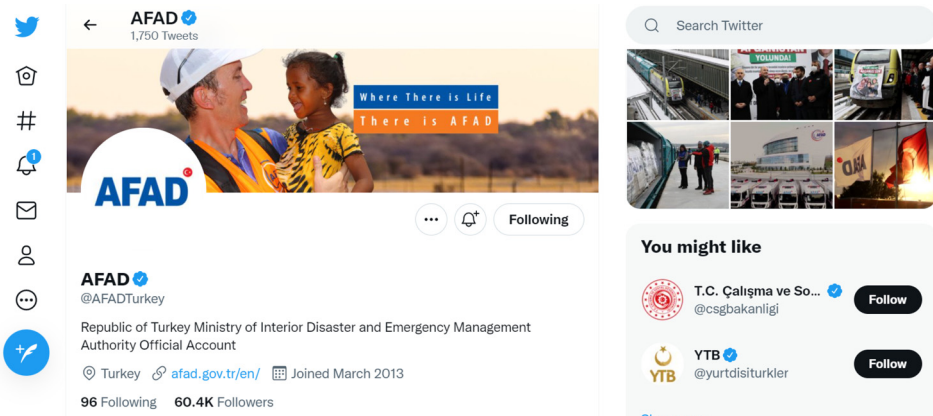 AFAD
1,750 Tweets
Search Twitter
Where There is Life
There is AFAD
YOLUNDA!
AFAD
AFAD
1
Following
AFAD
@AFADTurkey
Republic of Turkey Ministry of Interior Disaster and Emergency Management
Authority Official Account
Turkey afad.gov.tr/en/ Joined March 2013
96 Following 60.4K Followers
You might like
T.C. Çalışma ve So...
@csgbakanligi
Follow
YTB
YTB
@yurtdisiturkler
Follow